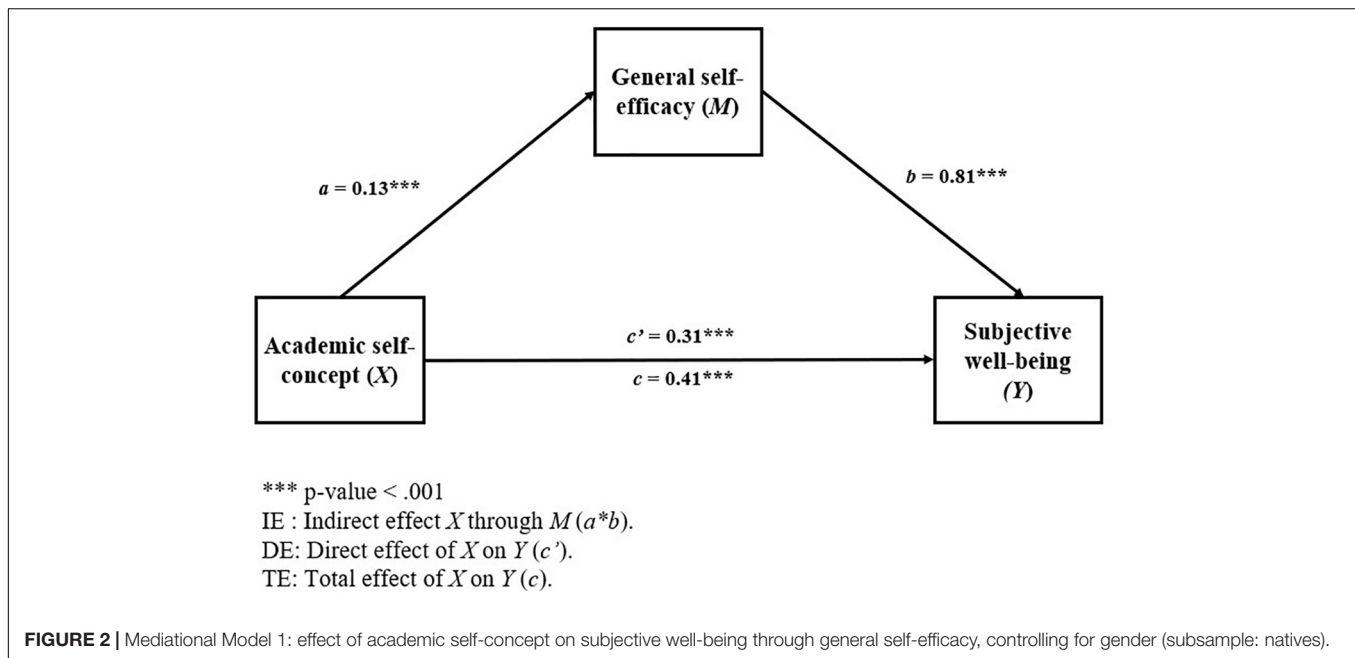 General self-
efficacy (M)
a = 0.13***
b = 0.81***
Academic self-
concept (X)
c’ = 0.31***
c = 0.41***
Subjective
well-being
(Y)
*** p-value < .001
IE : Indirect effect X through M (a*b).
DE: Direct effect of X on Y (c’).
TE: Total effect of X on Y (c).
FIGURE 2 | Mediational Model 1: effect of academic self-concept on subjective well-being through general self-efficacy, controlling for gender (subsample: natives).